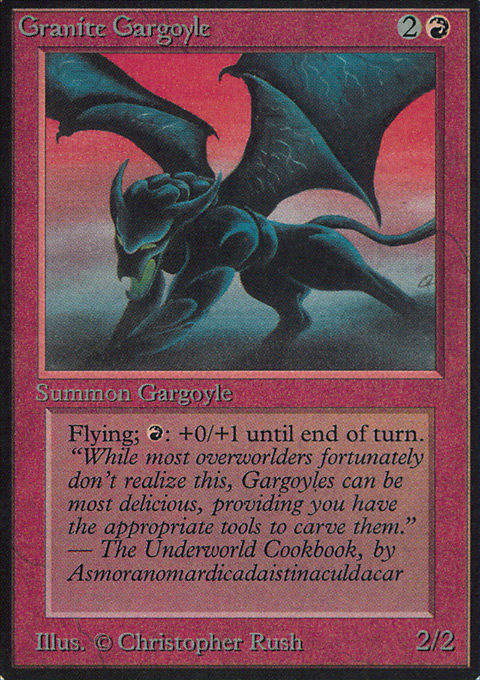 Granite Gargoyle 2
Summon Gargoyle
Flying; : +0/+1 until end of turn.
“While most overworlders fortunately
don’t realize this, Gargoyles can be
most delicious, providing you have
the appropriate tools to carve them.”
— The Underworld Cookbook, by
Asmoranomardicadaistinaculdacar
Illus. © Christopher Rush 2/2